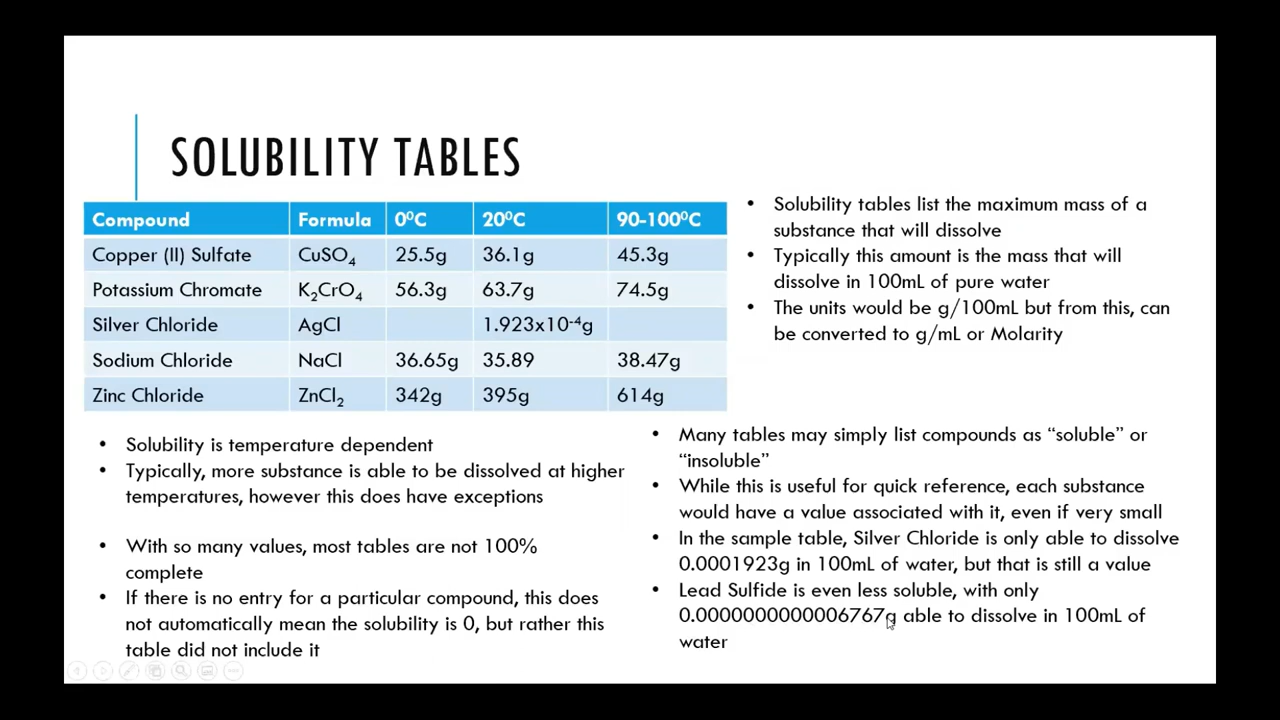 SOLUBILITY TABLES
Compound Formula 0⁰C 20⁰C 90-100⁰C
Copper (II) Sulfate CuSO₄ 25.5g 36.1g 45.3g
Potassium Chromate K₂CrO₄ 56.3g 63.7g 74.5g
Silver Chloride AgCl 1.923x10⁻⁴g
Sodium Chloride NaCl 36.65g 35.89 38.47g
Zinc Chloride ZnCl₂ 342g 395g 614g
• Solubility tables list the maximum mass of a
substance that will dissolve
• Typically this amount is the mass that will
dissolve in 100mL of pure water
• The units would be g/100mL but from this, can
be converted to g/mL or Molarity
• Solubility is temperature dependent
• Typically, more substance is able to be dissolved at higher
temperatures, however this does have exceptions
• With so many values, most tables are not 100%
complete
• If there is no entry for a particular compound, this does
not automatically mean the solubility is 0, but rather this
table did not include it
• Many tables may simply list compounds as “soluble” or
“insoluble”
• While this is useful for quick reference, each substance
would have a value associated with it, even if very small
• In the sample table, Silver Chloride is only able to dissolve
0.0001923g in 100mL of water, but that is still a value
• Lead Sulfide is even less soluble, with only
0.0000000000006767g able to dissolve in 100mL of
water